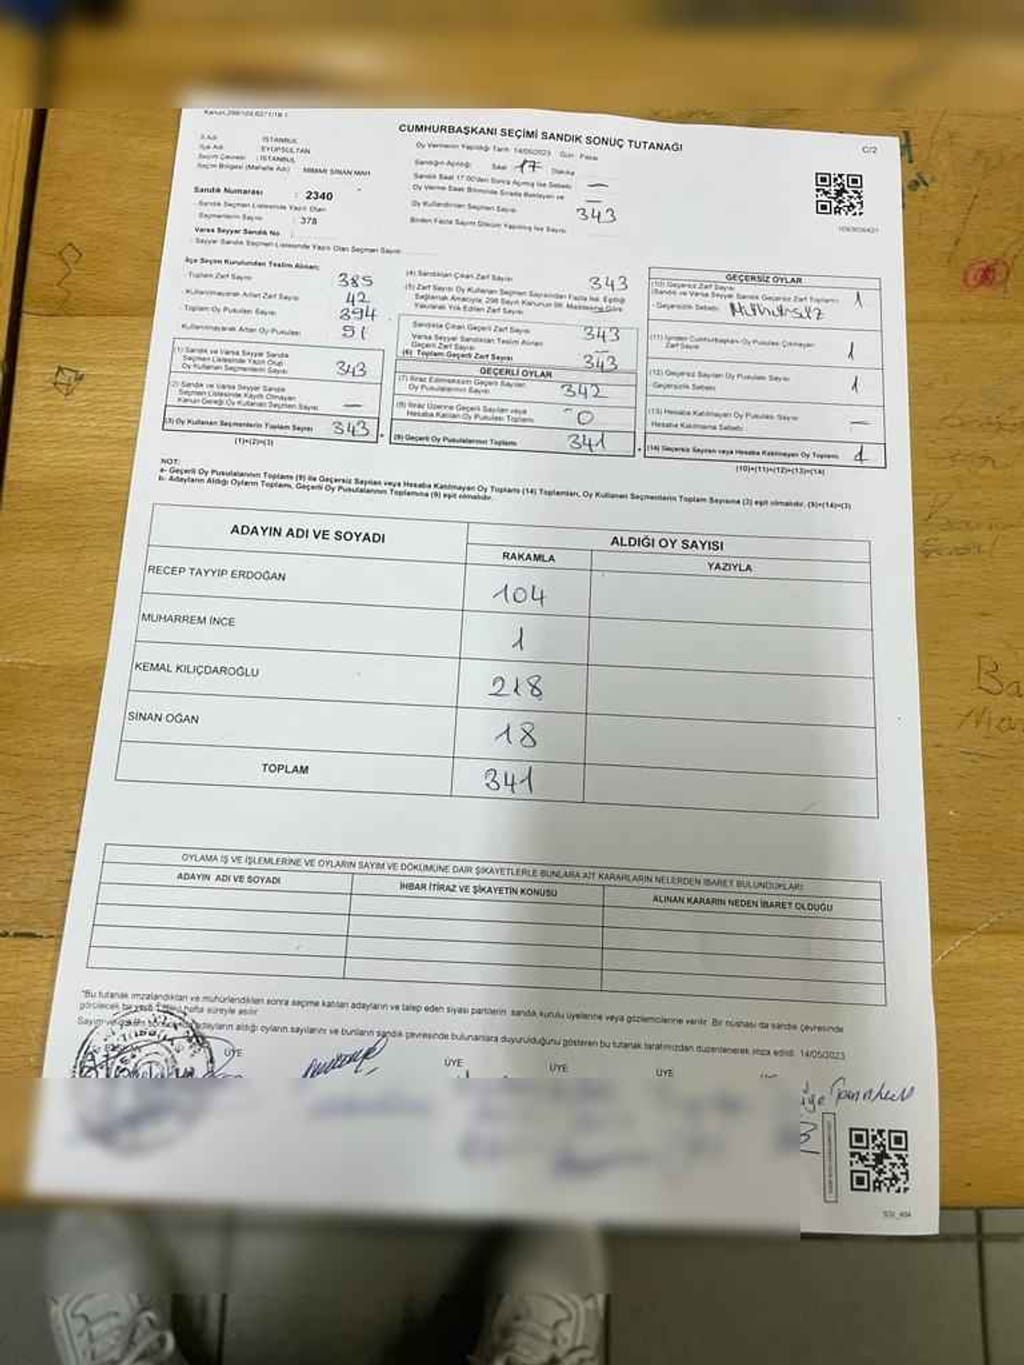 CUMHURBAŞKANI SEÇİMİ SANDIK SONUÇ TUTANAĞI
C/2
İl Adı : İSTANBUL
İlçe Adı : EYÜPSULTAN
Seçim Çevresi : İSTANBUL
Seçim Bölgesi (Mahalle Adı) : MİMAR SİNAN MAH
Sandık Numarası : 2340
- Sandık Seçmen Listesinde Yazılı Olan
Seçmenlerin Sayısı : 378
Varsa Seyyar Sandık No
- Seyyar Sandık Seçmen Listesinde Yazılı Olan Seçmen Sayısı
Oy Vermenin Yapıldığı Tarih 14/05/2023 Gün : Pazar
Sandığın Açıldığı Saat 17 Dakika
Sandık Saat 17.00'den Sonra Açılmış İse Sebebi —
Oy Kullandırılan Seçmen Sayısı 343
Birden Fazla Sayım Döküm Yapılmış İse Sayısı
İlçe Seçim Kurulundan Teslim Alınan;
- Toplam Zarf Sayısı 385
- Kullanılmayarak Artan Zarf Sayısı 42
- Toplam Oy Pusulası Sayısı 394
Kullanılmayarak Artan Oy Pusulası 51
(1) Sandık ve Varsa Seyyar Sandık
Seçmen Listesinde Yazılı Olup
Oy Kullanan Seçmenlerin Sayısı 343
(2) Sandık ve Varsa Seyyar Sandık
Seçmen Listesinde Kayıtlı Olmayan
Kanun Gereği Oy Kullanan Seçmen Sayısı —
(3) Oy Kullanan Seçmenlerin Toplam Sayısı 343
(1)+(2)=(3)
(4) Sandıktan Çıkan Zarf Sayısı 343
(5) Zarf Sayısı Oy Kullanan Seçmen Sayısından Fazla İse, Eşitliği
Sağlamak Amacıyla, 298 Sayılı Kanunun 98. Maddesine Göre
Yakılarak Yok Edilen Zarf Sayısı
Sandıkta Çıkan Geçerli Zarf Sayısı 343
Varsa Seyyar Sandıktan Teslim Alınan
Geçerli Zarf Sayısı —
(6) Toplam Geçerli Zarf Sayısı 343
GEÇERLİ OYLAR
(7) İtiraz Edilmeksizin Geçerli Sayılan
Oy Pusulalarının Sayısı 342
(8) İtiraz Üzerine Geçerli Sayılan veya
Hesaba Katılan Oy Pusulası Toplamı 0
(9) Geçerli Oy Pusulalarının Toplamı 341
GEÇERSİZ OYLAR
(10) Geçersiz Zarf Sayısı
(Sandık ve Varsa Seyyar Sandık Geçersiz Zarf Toplamı) 1
- Geçersizlik Sebebi : Mühürsüz
(11) İçinden Cumhurbaşkanı Oy Pusulası Çıkmayan
Zarf Sayısı 1
(12) Geçersiz Sayılan Oy Pusulası Sayısı 1
Geçersizlik Sebebi
(13) Hesaba Katılmayan Oy Pusulası Sayısı —
Hesaba Katılmama Sebebi
(14) Geçersiz Sayılan veya Hesaba Katılmayan Oy Toplamı
(10)+(11)+(12)+(13)=(14)
NOT:
a- Geçerli Oy Pusulalarının Toplamı (9) ile Geçersiz Sayılan veya Hesaba Katılmayan Oy Toplamı (14) Toplamları, Oy Kullanan Seçmenlerin Toplam Sayısına (3) eşit olmalıdır. (9)+(14)=(3)
b- Adayların Aldığı Oyların Toplamı, Geçerli Oy Pusulalarının Toplamına (9) eşit olmalıdır.
ADAYIN ADI VE SOYADI
ALDIĞI OY SAYISI
RAKAMLA
YAZIYLA
RECEP TAYYİP ERDOĞAN 104
MUHARREM İNCE 1
KEMAL KILIÇDAROĞLU 218
SİNAN OĞAN 18
TOPLAM 341
OYLAMA İŞ VE İŞLEMLERİNE VE OYLARIN SAYIM VE DÖKÜMÜNE DAİR ŞİKAYETLERLE BUNLARA AİT KARARLARIN NELERDEN İBARET BULUNDUKLARI
ADAYIN ADI VE SOYADI
İHBAR İTİRAZ VE ŞİKAYETİN KONUSU
ALINAN KARARIN NEDEN İBARET OLDUĞU
"Bu tutanak imzalandıktan ve mühürlendikten sonra seçime katılan adayların ve talep eden siyasi partilerin sandık kurulu üyelerine veya gözlemcilerine verilir. Bir nüshası da sandık çevresinde
görülecek bir yere hafta süreyle asılır
adayların aldığı oyların sayılarını ve bunların sandık çevresinde bulunanlara duyurulduğunu gösteren bu tutanak tarafımızdan düzenlenerek imza edildi. 14/05/2023
ÜYE
ÜYE
ÜYE
ÜYE